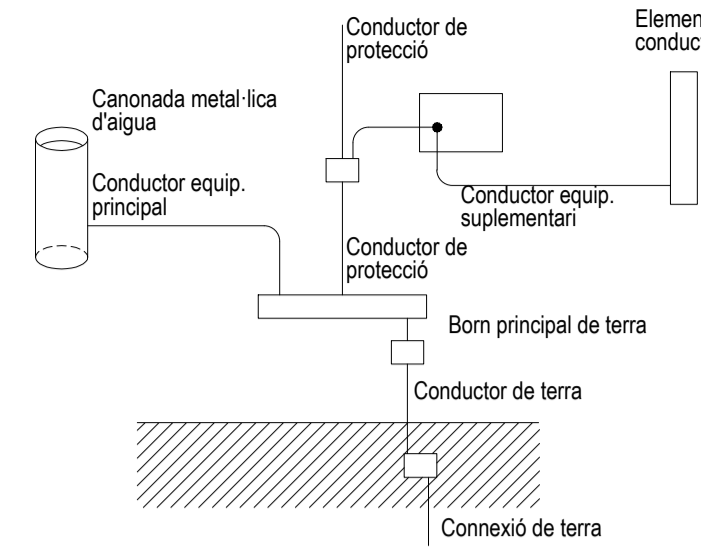 Conductor de
protecció
Canonada metal·lica
d'aigua
Conductor equip.
principal
Conductor equip.
suplementari
Conductor de
protecció
Born principal de terra
Conductor de terra
Connexió de terra